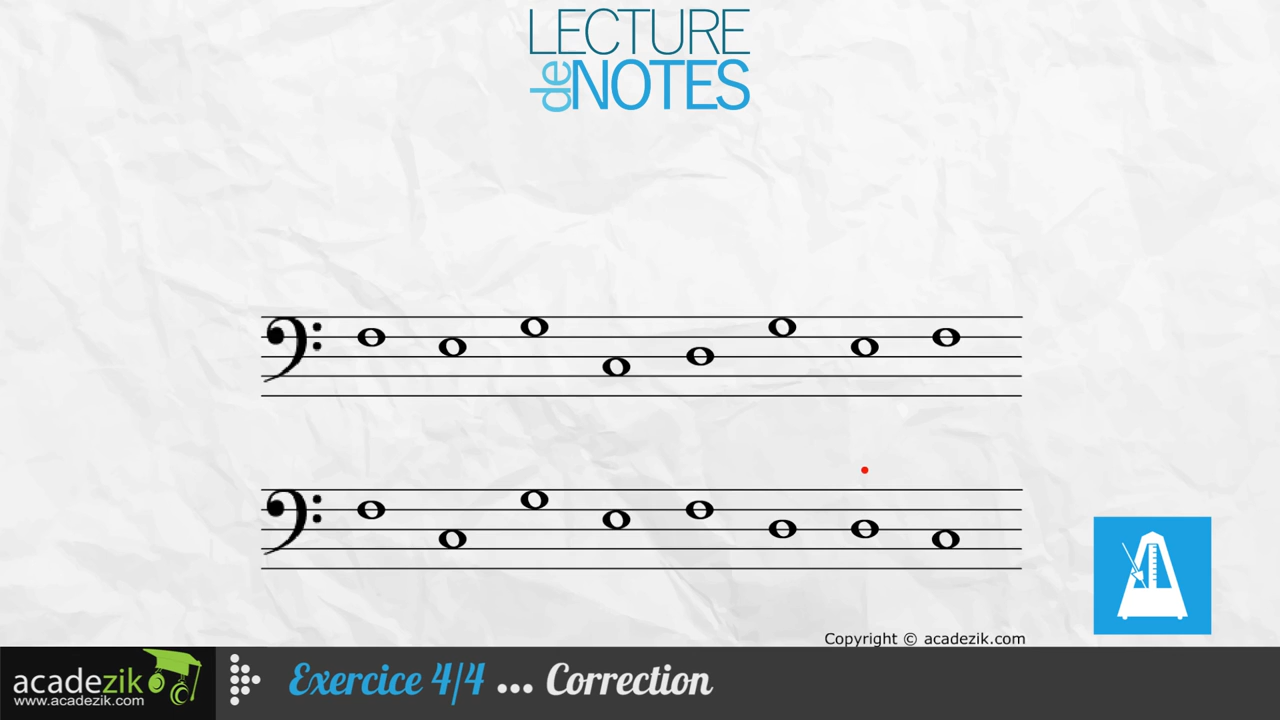 LECTURE
de NOTES
Copyright © acadezik.com
acadezik
www.acadezik.com
Exercice 4/4 ... Correction